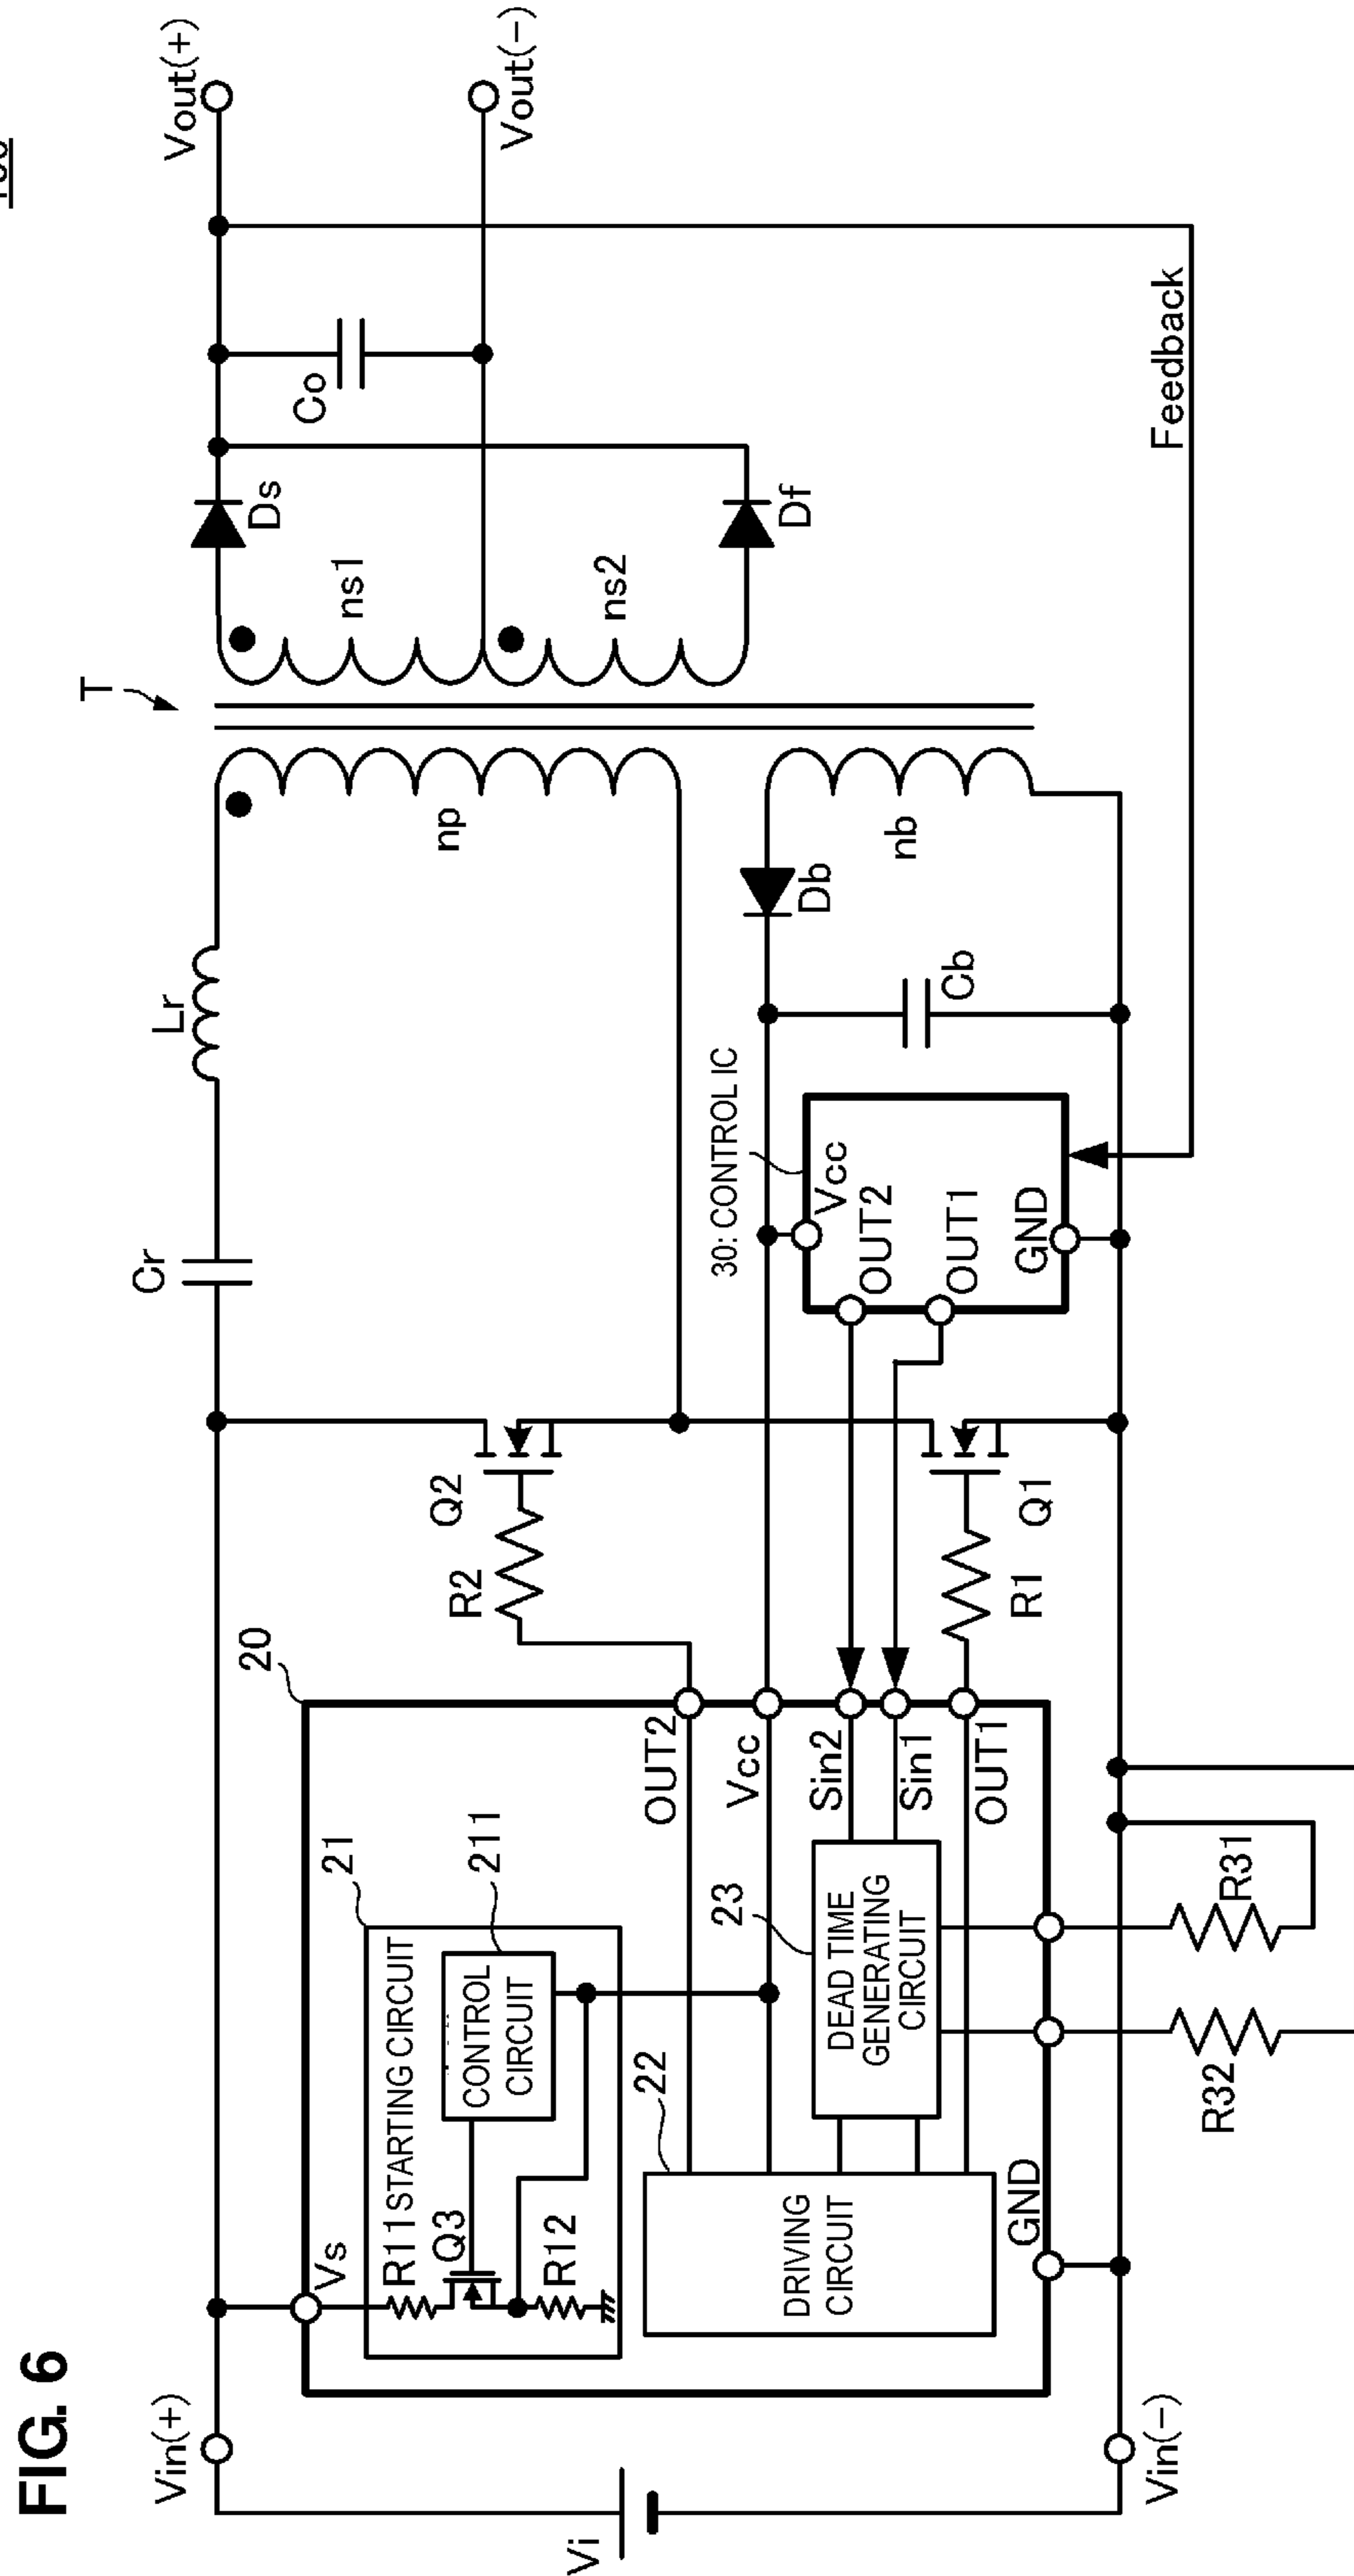 FIG. 6
Vin(+)
Vi
Vin(−)
Vs
R11
STARTING CIRCUIT
Q3
R12
CONTROL
CIRCUIT
21
211
20
22
DRIVING
CIRCUIT
23
DEAD TIME
GENERATING
CIRCUIT
GND
OUT2
Vcc
Sin2
Sin1
OUT1
R32
R31
R2
Q2
R1
Q1
Cr
Lr
30: CONTROL IC
Vcc
OUT2
OUT1
GND
Cb
Db
np
nb
T
ns1
ns2
Ds
Df
Co
Feedback
Vout(+)
Vout(−)